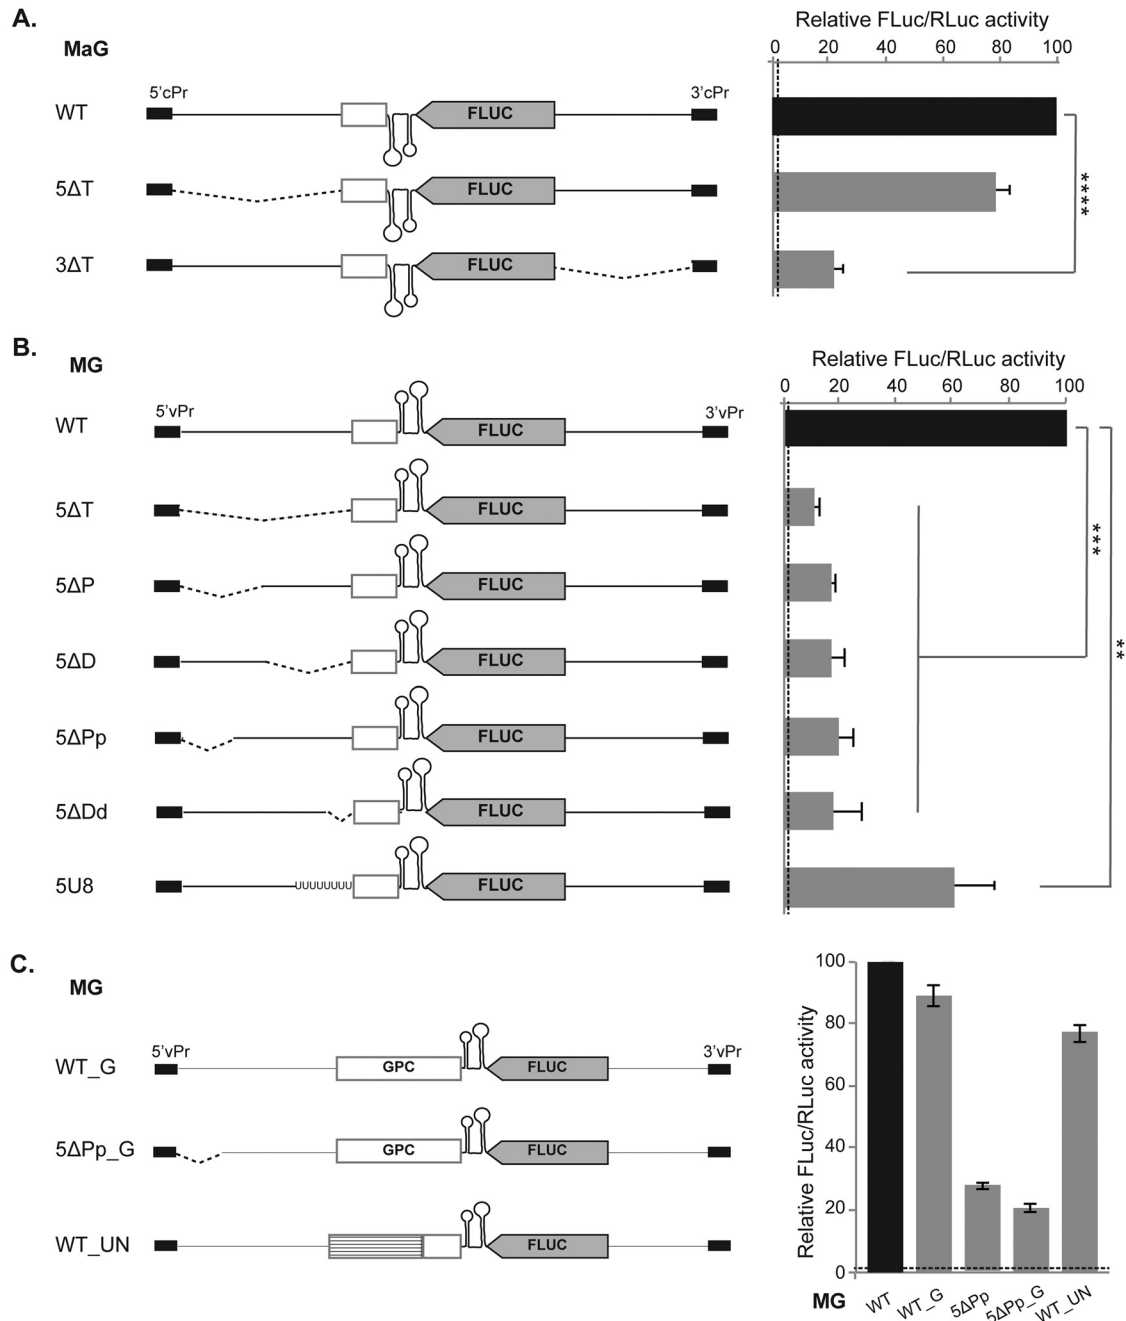 A.
MaG
Relative FLuc/RLuc activity
0 20 40 60 80 100
5'cPr 3'cPr
WT FLUC
5ΔT FLUC
3ΔT FLUC
****
B.
MG
Relative FLuc/RLuc activity
0 20 40 60 80 100
5'vPr 3'vPr
WT FLUC
5ΔT FLUC
5ΔP FLUC
5ΔD FLUC
5ΔPp FLUC
5ΔDd FLUC
5U8 UUUUUUUU FLUC
***
**
C.
MG
5'vPr 3'vPr
WT_G GPC FLUC
5ΔPp_G GPC FLUC
WT_UN FLUC
Relative FLuc/RLuc activity
100
80
60
40
20
0
MG WT WT_G 5ΔPp 5ΔPp_G WT_UN